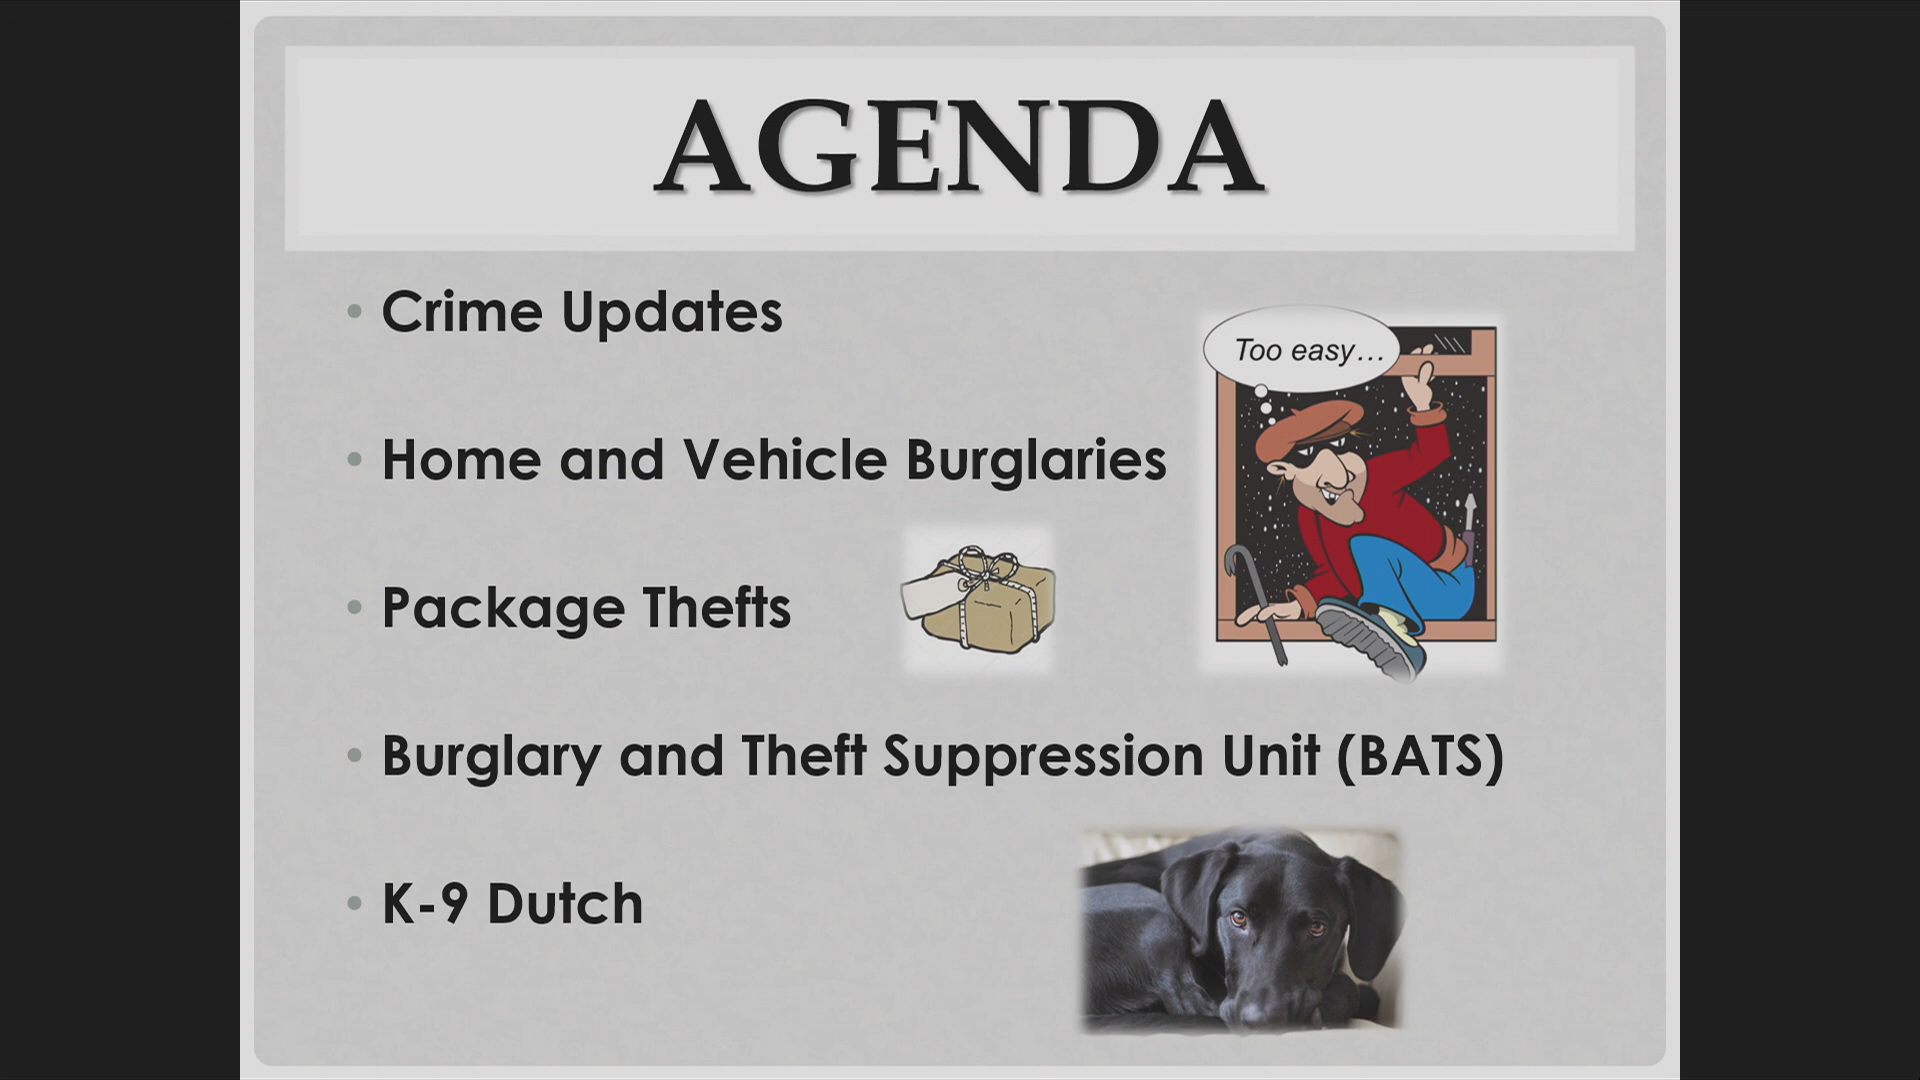 AGENDA
• Crime Updates
Too easy...
• Home and Vehicle Burglaries
• Package Thefts
• Burglary and Theft Suppression Unit (BATS)
• K-9 Dutch